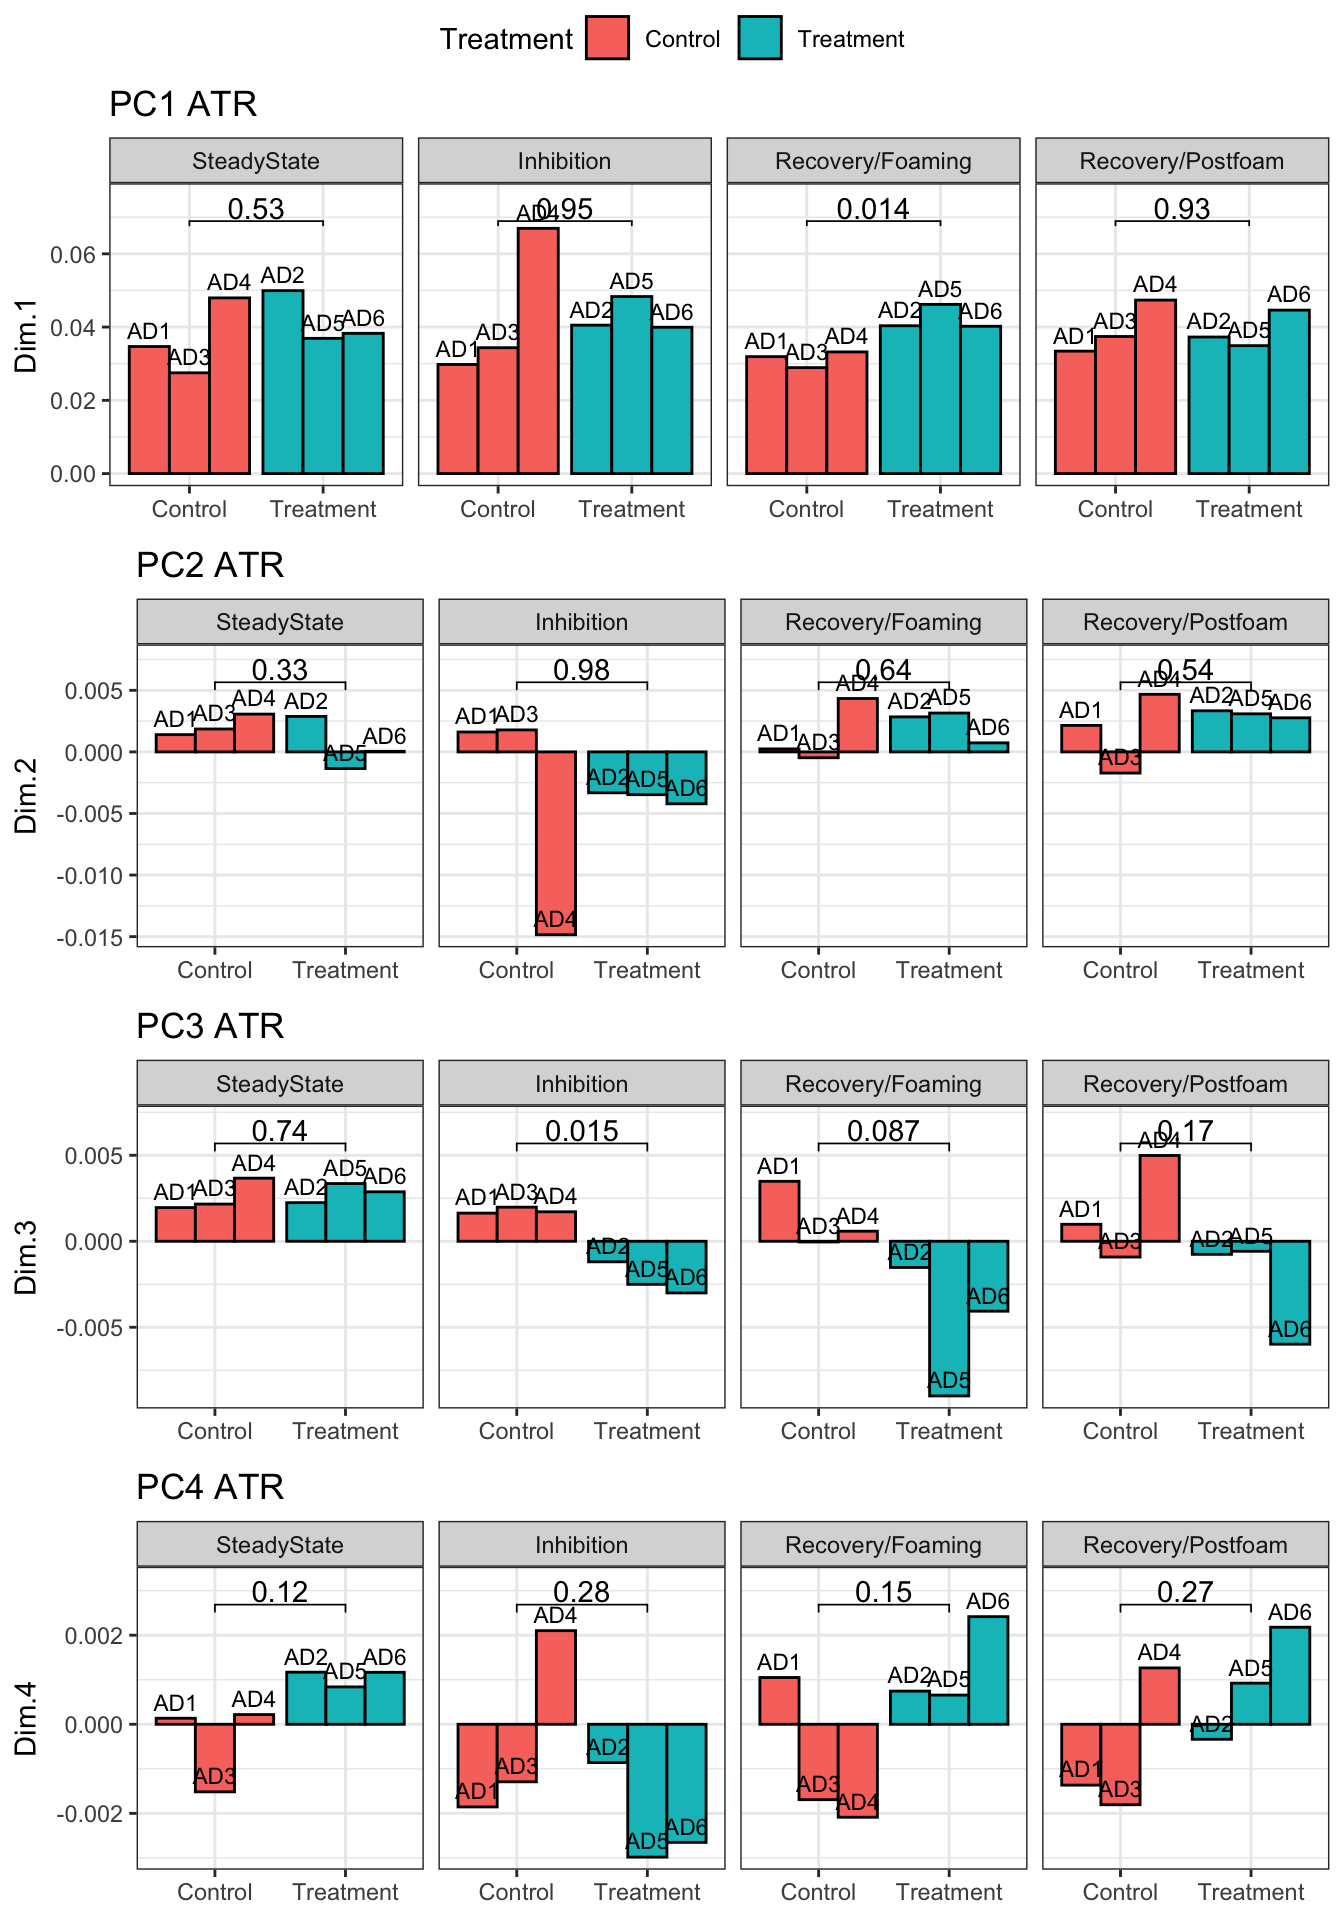 Treatment Control Treatment
PC1 ATR
SteadyState Inhibition Recovery/Foaming Recovery/Postfoam
0.53 0.95 0.014 0.93
AD1 AD3 AD4 AD2 AD5 AD6 AD1 AD3 AD4 AD2 AD5 AD6 AD1 AD3 AD4 AD2 AD5 AD6 AD1 AD3 AD4 AD2 AD5 AD6
Dim.1
0.06
0.04
0.02
0.00
Control Treatment Control Treatment Control Treatment Control Treatment
PC2 ATR
SteadyState Inhibition Recovery/Foaming Recovery/Postfoam
0.33 0.98 0.64 0.54
AD1 AD3 AD4 AD2 AD5 AD6 AD1 AD3 AD4 AD2 AD5 AD6 AD1 AD3 AD4 AD2 AD5 AD6 AD1 AD3 AD4 AD2 AD5 AD6
Dim.2
0.005
0.000
-0.005
-0.010
-0.015
Control Treatment Control Treatment Control Treatment Control Treatment
PC3 ATR
SteadyState Inhibition Recovery/Foaming Recovery/Postfoam
0.74 0.015 0.087 0.17
AD1 AD3 AD4 AD2 AD5 AD6 AD1 AD3 AD4 AD2 AD5 AD6 AD1 AD3 AD4 AD2 AD5 AD6 AD1 AD3 AD4 AD2 AD5 AD6
Dim.3
0.005
0.000
-0.005
Control Treatment Control Treatment Control Treatment Control Treatment
PC4 ATR
SteadyState Inhibition Recovery/Foaming Recovery/Postfoam
0.12 0.28 0.15 0.27
AD1 AD3 AD4 AD2 AD5 AD6 AD1 AD3 AD4 AD2 AD5 AD6 AD1 AD3 AD4 AD2 AD5 AD6 AD1 AD3 AD4 AD2 AD5 AD6
Dim.4
0.002
0.000
-0.002
Control Treatment Control Treatment Control Treatment Control Treatment